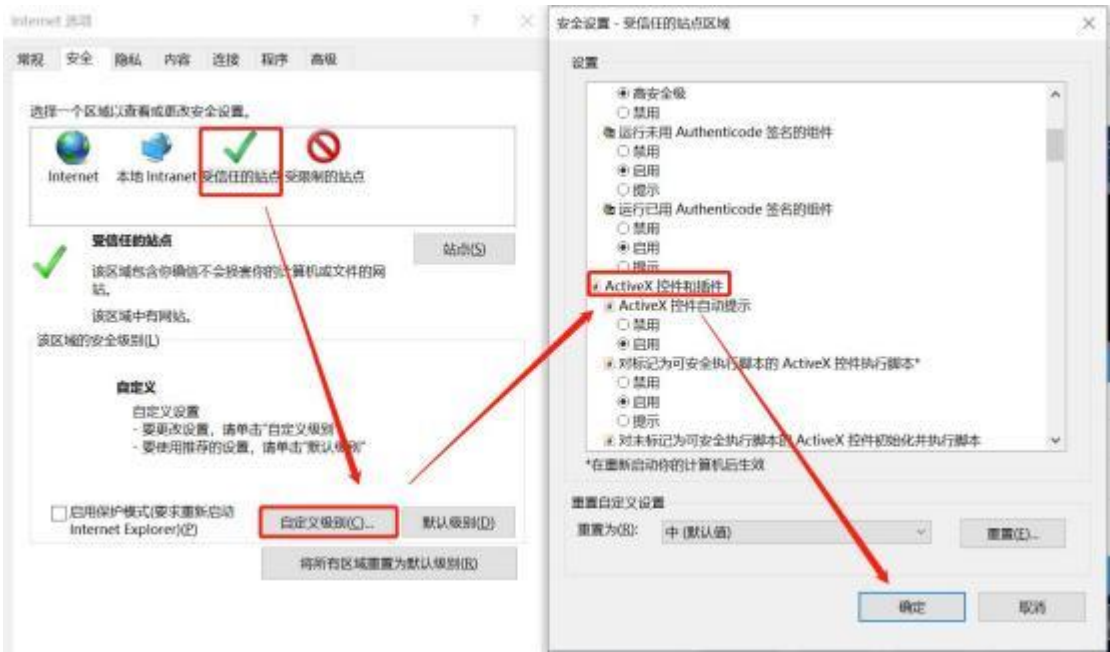 Internet 选项
常规 安全 隐私 内容 连接 程序 高级
选择一个区域以查看或更改安全设置。
Internet 本地 Intranet 受信任的站点 受限制的站点
受信任的站点
站点(S)
该区域包含你确信不会损害你的计算机或文件的网
站。
该区域中有网站。
该区域的安全级别(L)
自定义
自定义设置
- 要更改设置，请单击"自定义级别"
- 要使用推荐的设置，请单击"默认级别"
启用保护模式(要求重新启动
Internet Explorer)(P)
自定义级别(C)...
默认级别(D)
将所有区域重置为默认级别(R)
安全设置 - 受信任的站点区域
设置
高安全级
禁用
运行未用 Authenticode 签名的组件
禁用
启用
提示
运行已用 Authenticode 签名的组件
禁用
启用
提示
ActiveX 控件和插件
ActiveX 控件自动提示
禁用
启用
对标记为可安全执行脚本的 ActiveX 控件执行脚本*
禁用
启用
提示
对未标记为可安全执行脚本的 ActiveX 控件初始化并执行脚本
*在重新启动你的计算机后生效
重置自定义设置
重置为(R):
中 (默认值)
重置(E)...
确定
取消